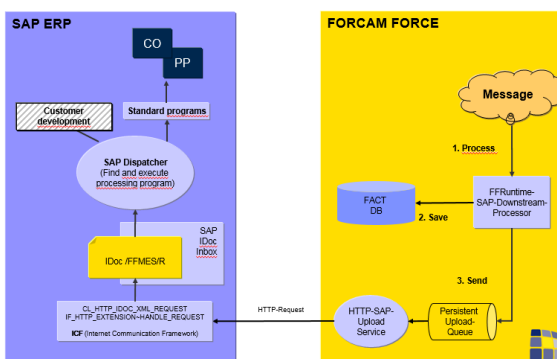 SAP ERP
CO
PP
Customer
development
Standard programs
SAP Dispatcher
(Find and execute
processing program)
SAP
IDoc
Inbox
IDoc /FFMES/R
CL_HTTP_IDOC_XML_REQUEST
IF_HTTP_EXTENSION~HANDLE_REQUEST
ICF (Internet Communication Framework)
HTTP-Request
FORCAM FORCE
Message
1. Process
FFRuntime-
SAP-Downstream-
Processor
2. Save
FACT
DB
3. Send
Persistent
Upload-
Queue
HTTP-SAP-
Upload
Service